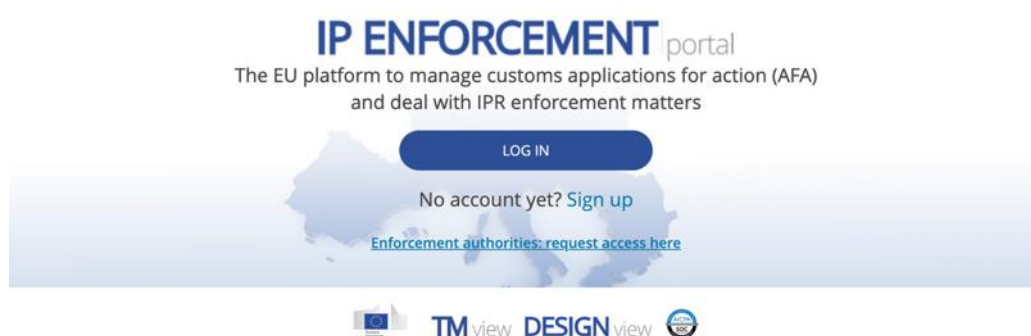 IP ENFORCEMENT portal
The EU platform to manage customs applications for action (AFA)
and deal with IPR enforcement matters
LOG IN
No account yet? Sign up
Enforcement authorities: request access here
TM view DESIGN view
SOC